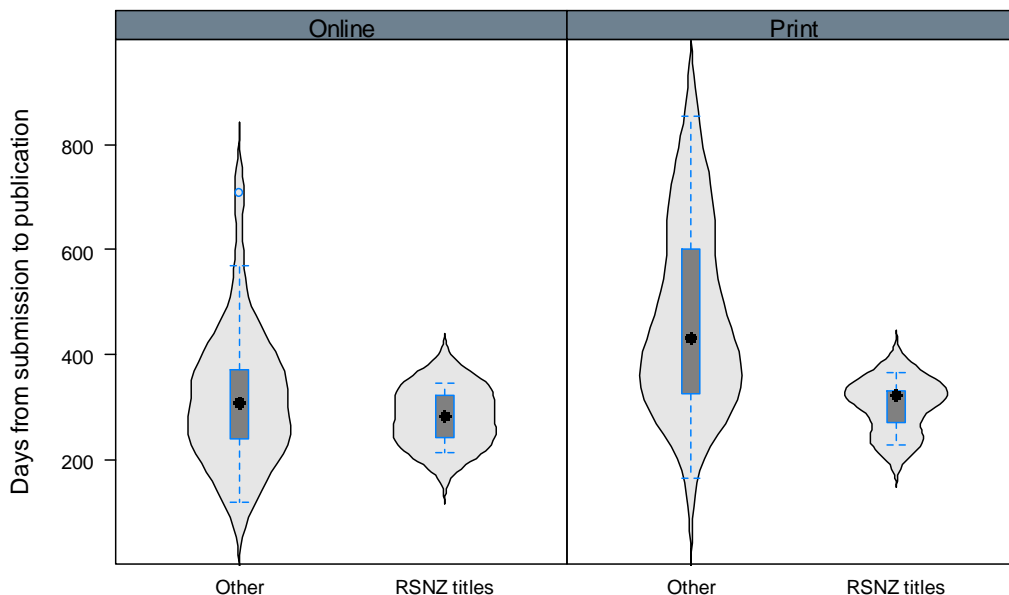 Online Print
Days from submission to publication
800
600
400
200
Other RSNZ titles Other RSNZ titles